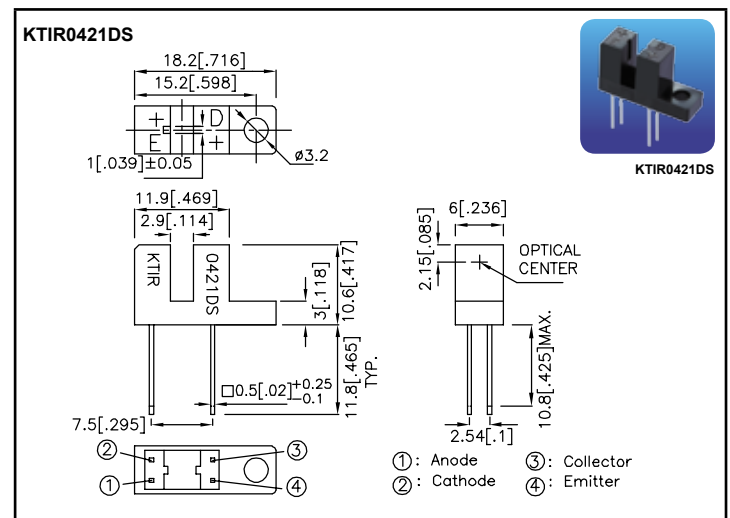 KTIR0421DS
18.2[.716]
15.2[.598]
+ D
E +
ø3.2
1[.039]±0.05
KTIR0421DS
11.9[.469]
2.9[.114]
KTIR
0421DS
3[.118]
10.6[.417]
11.8[.465]
TYP.
□0.5[.02]+0.25
−0.1
7.5[.295]
6[.236]
2.15[.085]
OPTICAL
CENTER
10.8[.425]MAX.
2.54[.1]
② ③
① ④
①: Anode ③: Collector
②: Cathode ④: Emitter